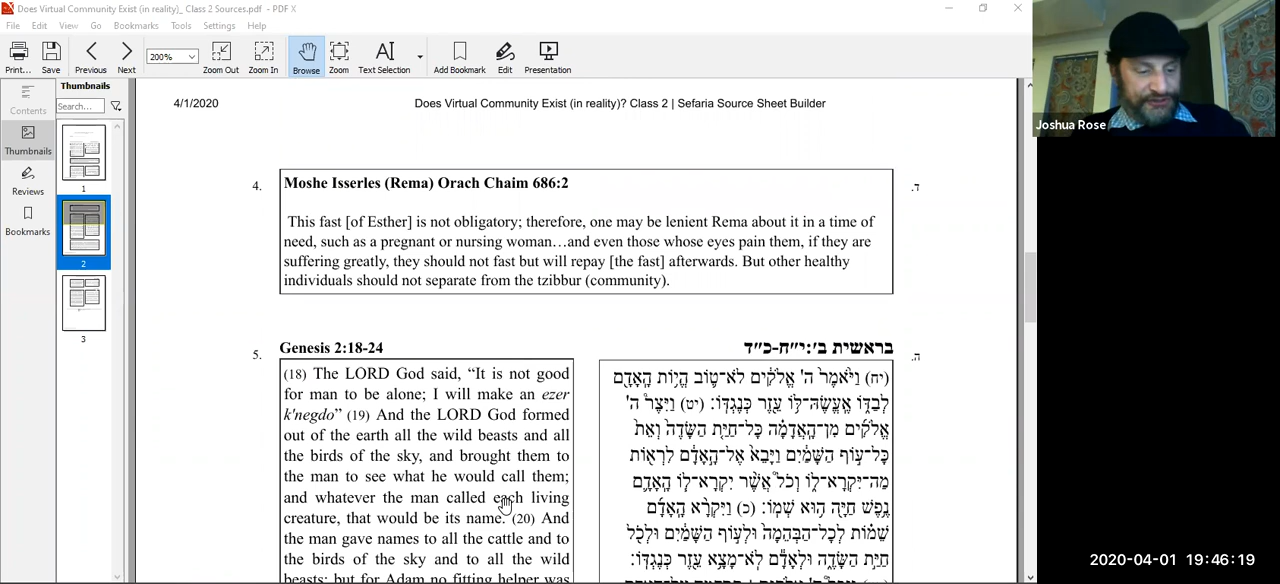 Does Virtual Community Exist (in reality)_ Class 2 Sources.pdf - PDF X
File Edit View Go Bookmarks Tools Settings Help
Print... Save Previous Next 200% Zoom Out Zoom In Browse Zoom Text Selection Add Bookmark Edit Presentation
Contents
Thumbnails
Reviews
Bookmarks
Thumbnails
Search...
1
2
3
4/1/2020 Does Virtual Community Exist (in reality)? Class 2 | Sefaria Source Sheet Builder
4. Moshe Isserles (Rema) Orach Chaim 686:2 ד.
This fast [of Esther] is not obligatory; therefore, one may be lenient Rema about it in a time of
need, such as a pregnant or nursing woman…and even those whose eyes pain them, if they are
suffering greatly, they should not fast but will repay [the fast] afterwards. But other healthy
individuals should not separate from the tzibbur (community).
5. Genesis 2:18-24
(18) The LORD God said, “It is not good
for man to be alone; I will make an ezer
k'negdo” (19) And the LORD God formed
out of the earth all the wild beasts and all
the birds of the sky, and brought them to
the man to see what he would call them;
and whatever the man called each living
creature, that would be its name. (20) And
the man gave names to all the cattle and to
the birds of the sky and to all the wild
beasts; but for Adam no fitting helper was
בראשית ב׳:י״ח-כ״ד ה.
(יח) וַיֹּ֙אמֶר֙ ה' אֱלֹקִ֔ים לֹא־ט֛וֹב הֱי֥וֹת הָֽאָדָ֖ם
לְבַדּ֑וֹ אֶֽעֱשֶׂהּ־לּ֥וֹ עֵ֖זֶר כְּנֶגְדּֽוֹ׃ (יט) וַיִּצֶר֩ ה'
אֱלֹקִ֜ים מִן־הָֽאֲדָמָ֗ה כׇּל־חַיַּ֤ת הַשָּׂדֶה֙ וְאֵת֙
כׇּל־ע֣וֹף הַשָּׁמַ֔יִם וַיָּבֵא֙ אֶל־הָ֣אָדָ֔ם לִרְא֖וֹת
מַה־יִּקְרָא־ל֑וֹ וְכֹל֩ אֲשֶׁ֨ר יִקְרָא־ל֧וֹ הָֽאָדָ֛ם
נֶ֥פֶשׁ חַיָּ֖ה ה֥וּא שְׁמֽוֹ׃ (כ) וַיִּקְרָ֨א הָֽאָדָ֜ם
שֵׁמ֗וֹת לְכׇל־הַבְּהֵמָה֙ וּלְע֣וֹף הַשָּׁמַ֔יִם וּלְכֹ֖ל
חַיַּ֣ת הַשָּׂדֶ֑ה וּלְאָדָ֕ם לֹֽא־מָצָ֥א עֵ֖זֶר כְּנֶגְדּֽוֹ׃
Joshua Rose
2020-04-01 19:46:19